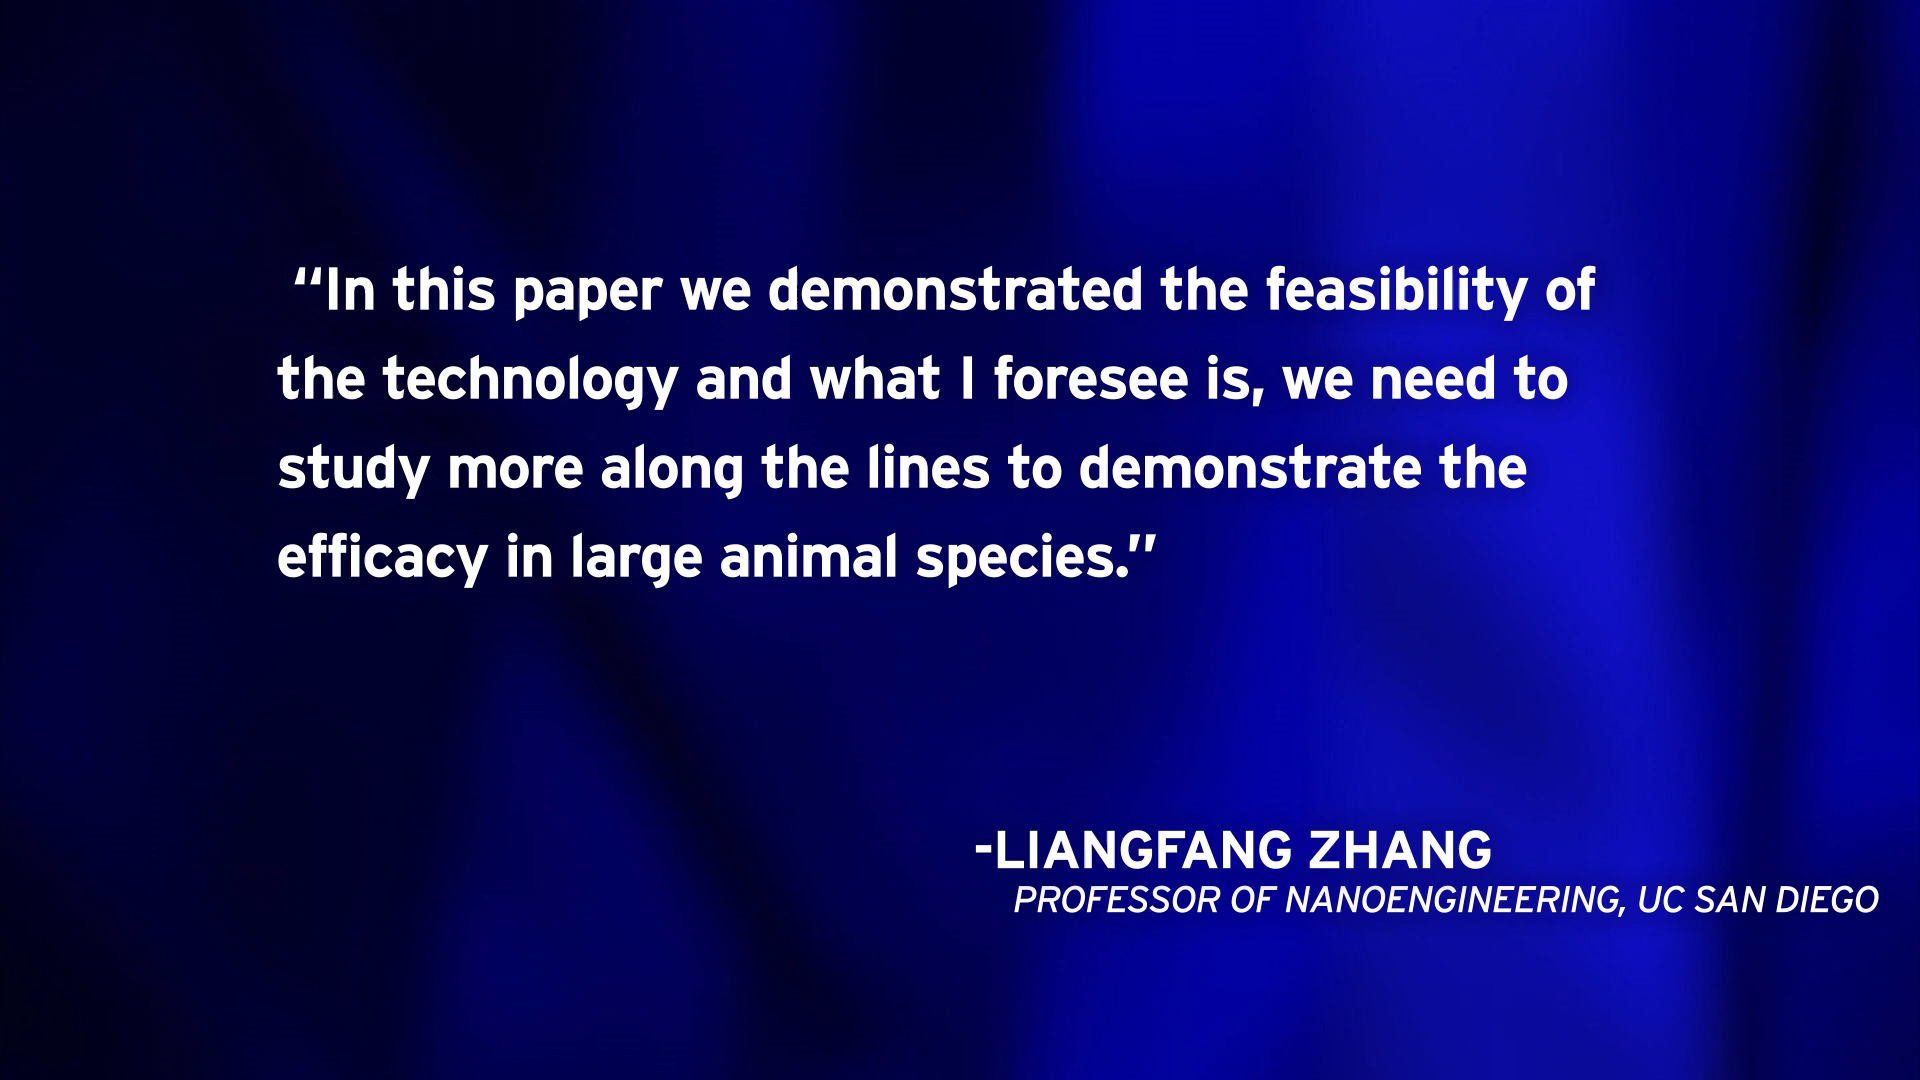 “In this paper we demonstrated the feasibility of
the technology and what I foresee is, we need to
study more along the lines to demonstrate the
efficacy in large animal species.”
-LIANGFANG ZHANG
PROFESSOR OF NANOENGINEERING, UC SAN DIEGO